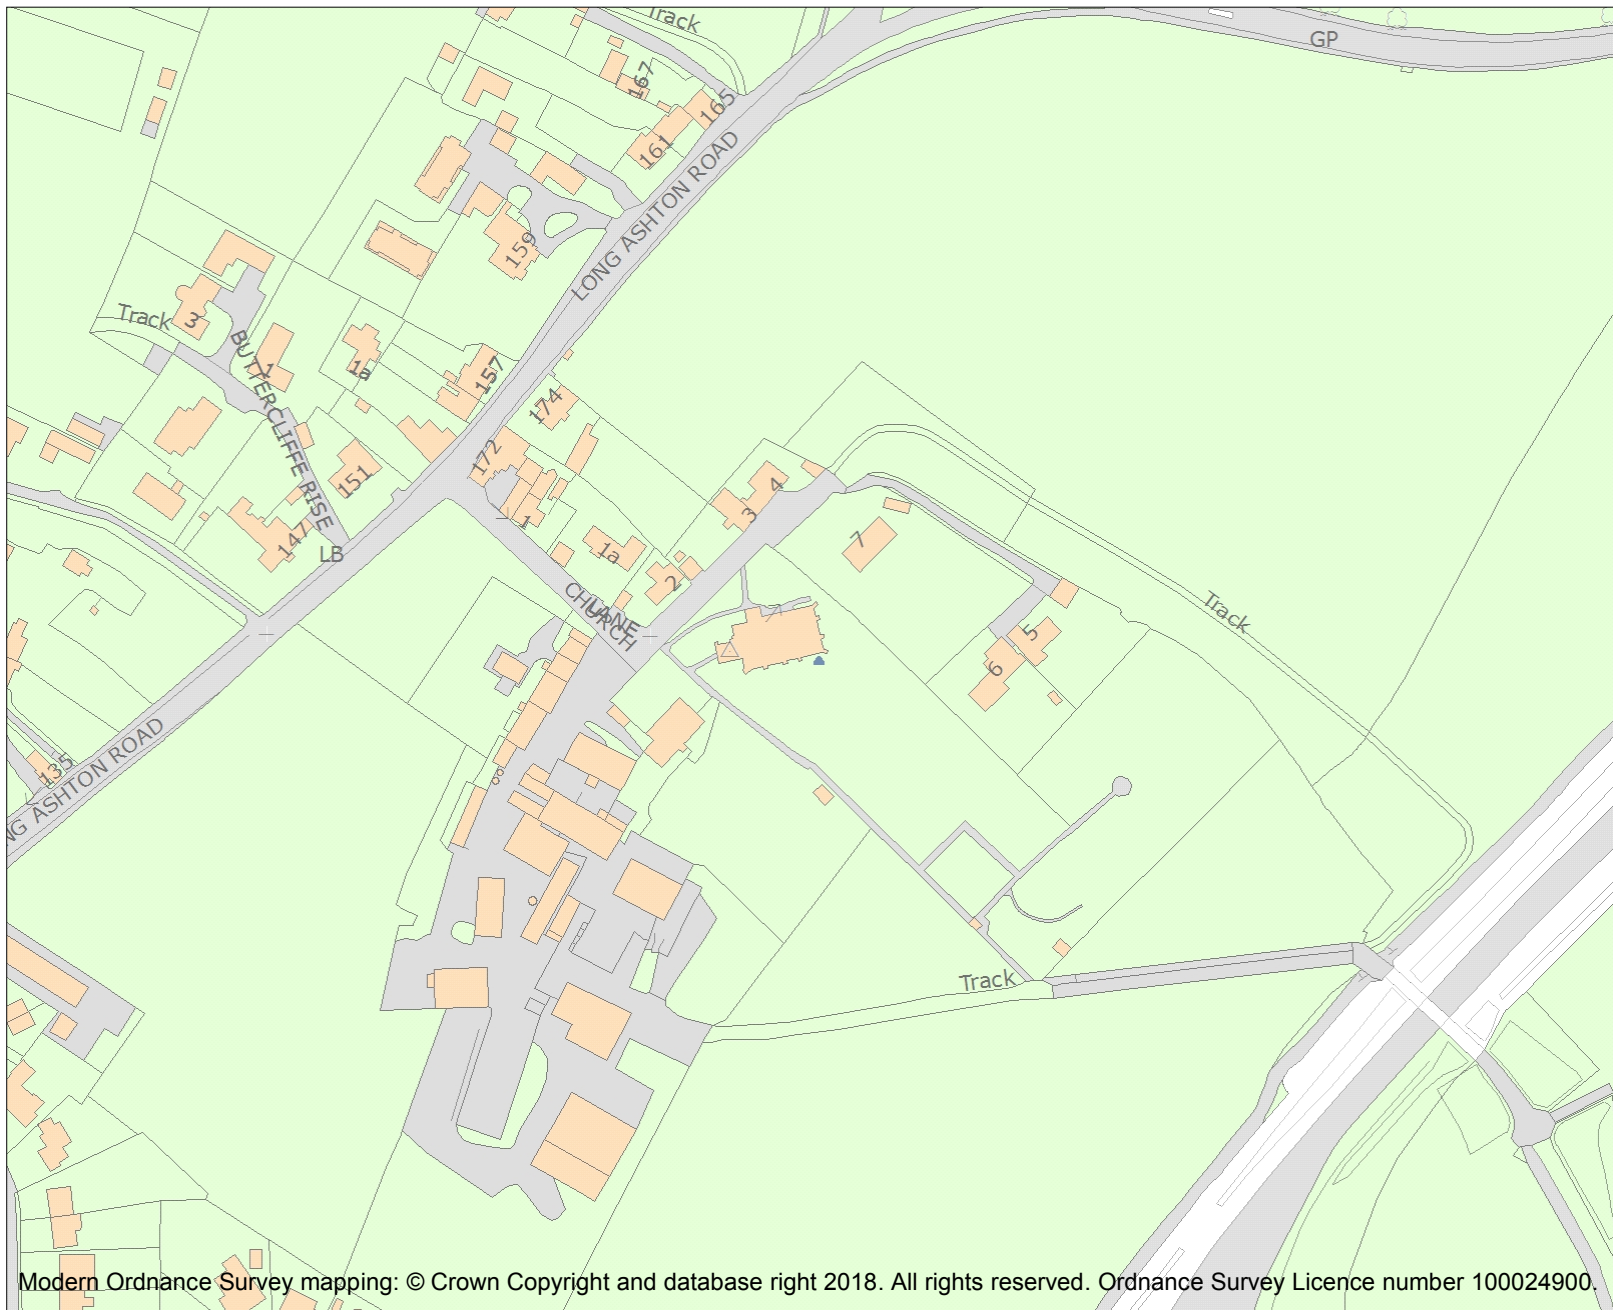 Track
GP
167
165
161
LONG ASHTON ROAD
159
Track
3
BUTTERCLIFFE RISE
1
1a
157
174
172
151
147
LB
1
1a
2
3
4
7
CHURCH
LANE
5
6
Track
135
NG ASHTON ROAD
Track
Modern Ordnance Survey mapping: © Crown Copyright and database right 2018. All rights reserved. Ordnance Survey Licence number 100024900.